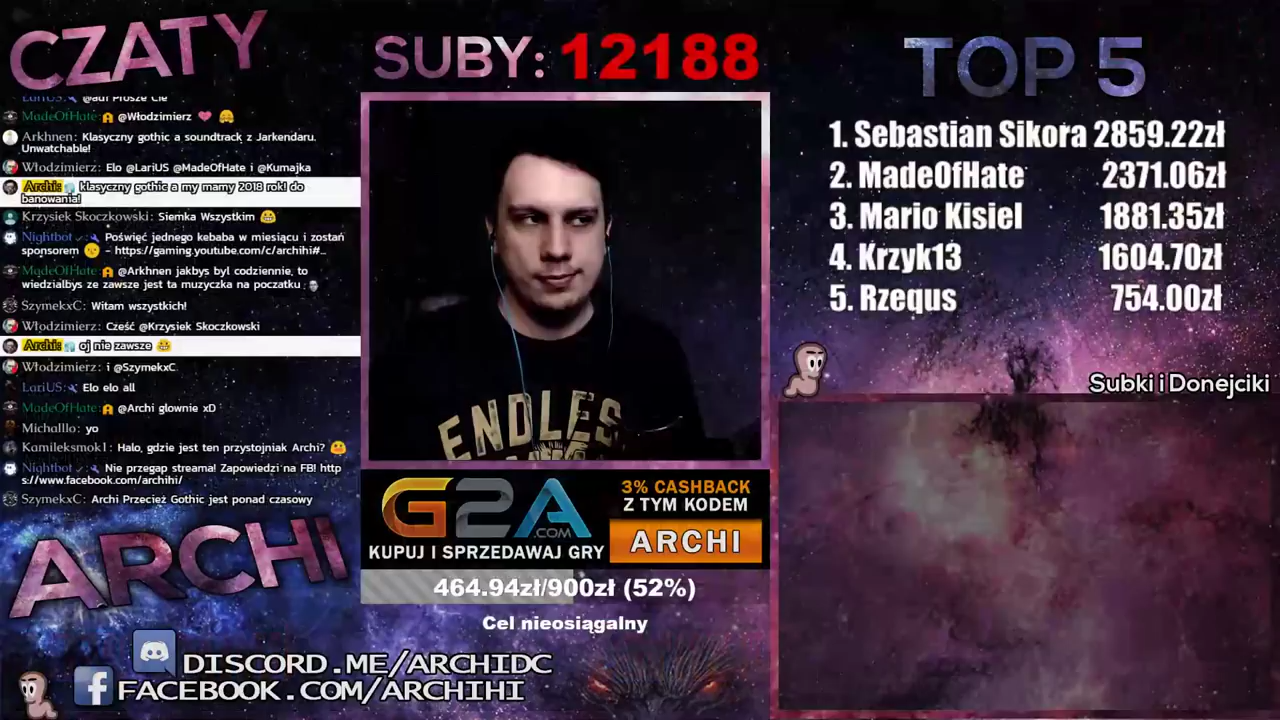 CZATY
LariUS: @adi Prosze Cie
MadeOfHate: @Włodzimierz
Arkhnen: Klasyczny gothic a soundtrack z Jarkendaru.
Unwatchable!
Włodzimierz: Elo @LariUS @MadeOfHate i @Kumajka
Archi: klasyczny gothic a my mamy 2018 rok! do
banowania!
Krzysiek Skoczkowski: Siemka Wszystkim
Nightbot: Poświęć jednego kebaba w miesiącu i zostań
sponsorem - https://gaming.youtube.com/c/archihi#...
MadeOfHate: @Arkhnen jakbys byl codziennie, to
wiedzialbys ze zawsze jest ta muzyczka na poczatku
SzymekxC: Witam wszystkich!
Włodzimierz: Cześć @Krzysiek Skoczkowski
Archi: oj nie zawsze
Włodzimierz: i @SzymekxC
LariUS: Elo elo all
MadeOfHate: @Archi glownie xD
Michalllo: yo
Kamileksmok1: Halo, gdzie jest ten przystojniak Archi?
Nightbot: Nie przegap streama! Zapowiedzi na FB! http
s://www.facebook.com/archihi/
SzymekxC: Archi Przecież Gothic jest ponad czasowy
ARCHI
DISCORD.ME/ARCHIDC
FACEBOOK.COM/ARCHIHI
SUBY: 12188
ENDLESS
G2A
.COM
KUPUJ I SPRZEDAWAJ GRY
3% CASHBACK
Z TYM KODEM
ARCHI
464.94zł/900zł (52%)
Cel nieosiągalny
TOP 5
1. Sebastian Sikora 2859.22zł
2. MadeOfHate 2371.06zł
3. Mario Kisiel 1881.35zł
4. Krzyk13 1604.70zł
5. Rzequs 754.00zł
Subki i Donejciki